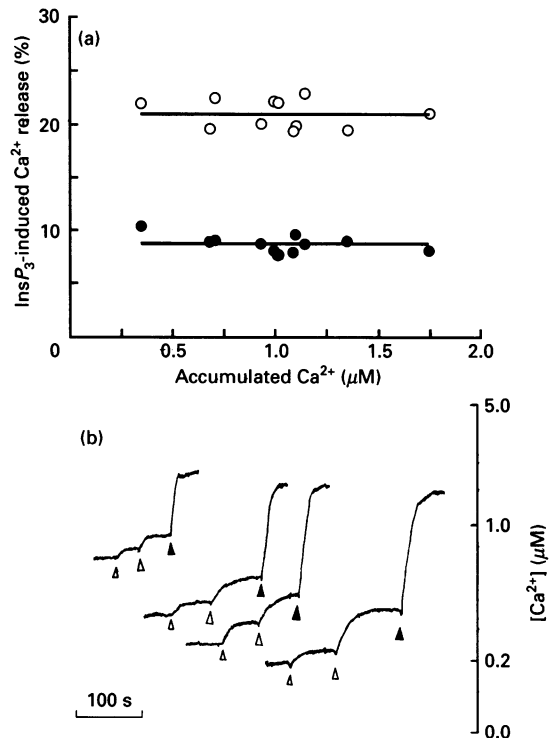 (a)
InsP₃-induced Ca²⁺ release (%)
30
20
10
0
0.5
1.0
1.5
2.0
Accumulated Ca²⁺ (μM)
(b)
5.0
1.0
0.2
0.0
[Ca²⁺] (μM)
100 s